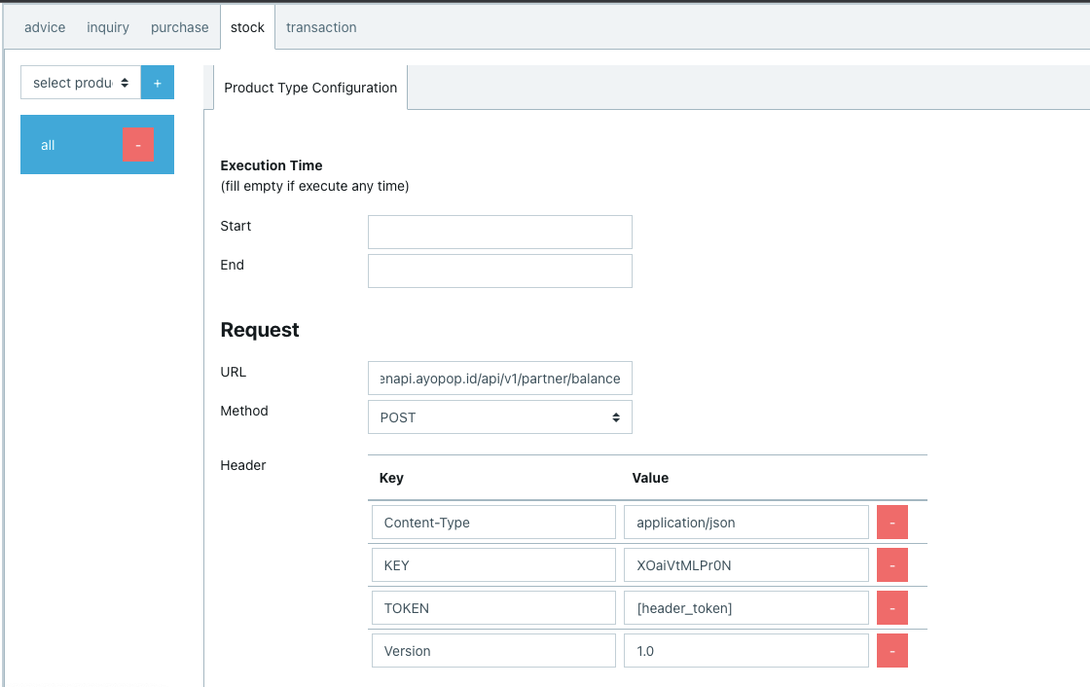 advice inquiry purchase stock transaction
select produ +
Product Type Configuration
all -
Execution Time
(fill empty if execute any time)
Start
End
Request
URL enapi.ayopop.id/api/v1/partner/balance
Method POST
Header
Key Value
Content-Type application/json -
KEY XOaiVtMLPr0N -
TOKEN [header_token] -
Version 1.0 -